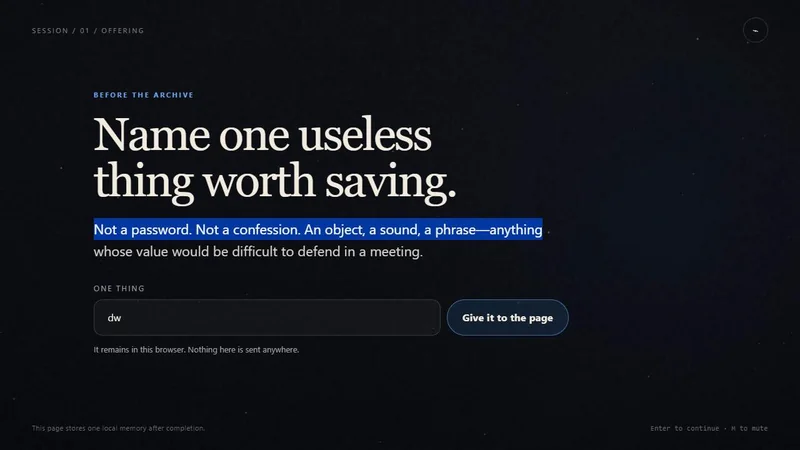 SESSION / 01 / OFFERING
BEFORE THE ARCHIVE
Name one useless
thing worth saving.
Not a password. Not a confession. An object, a sound, a phrase—anything
whose value would be difficult to defend in a meeting.
ONE THING
dw
Give it to the page
It remains in this browser. Nothing here is sent anywhere.
This page stores one local memory after completion.
Enter to continue · M to mute